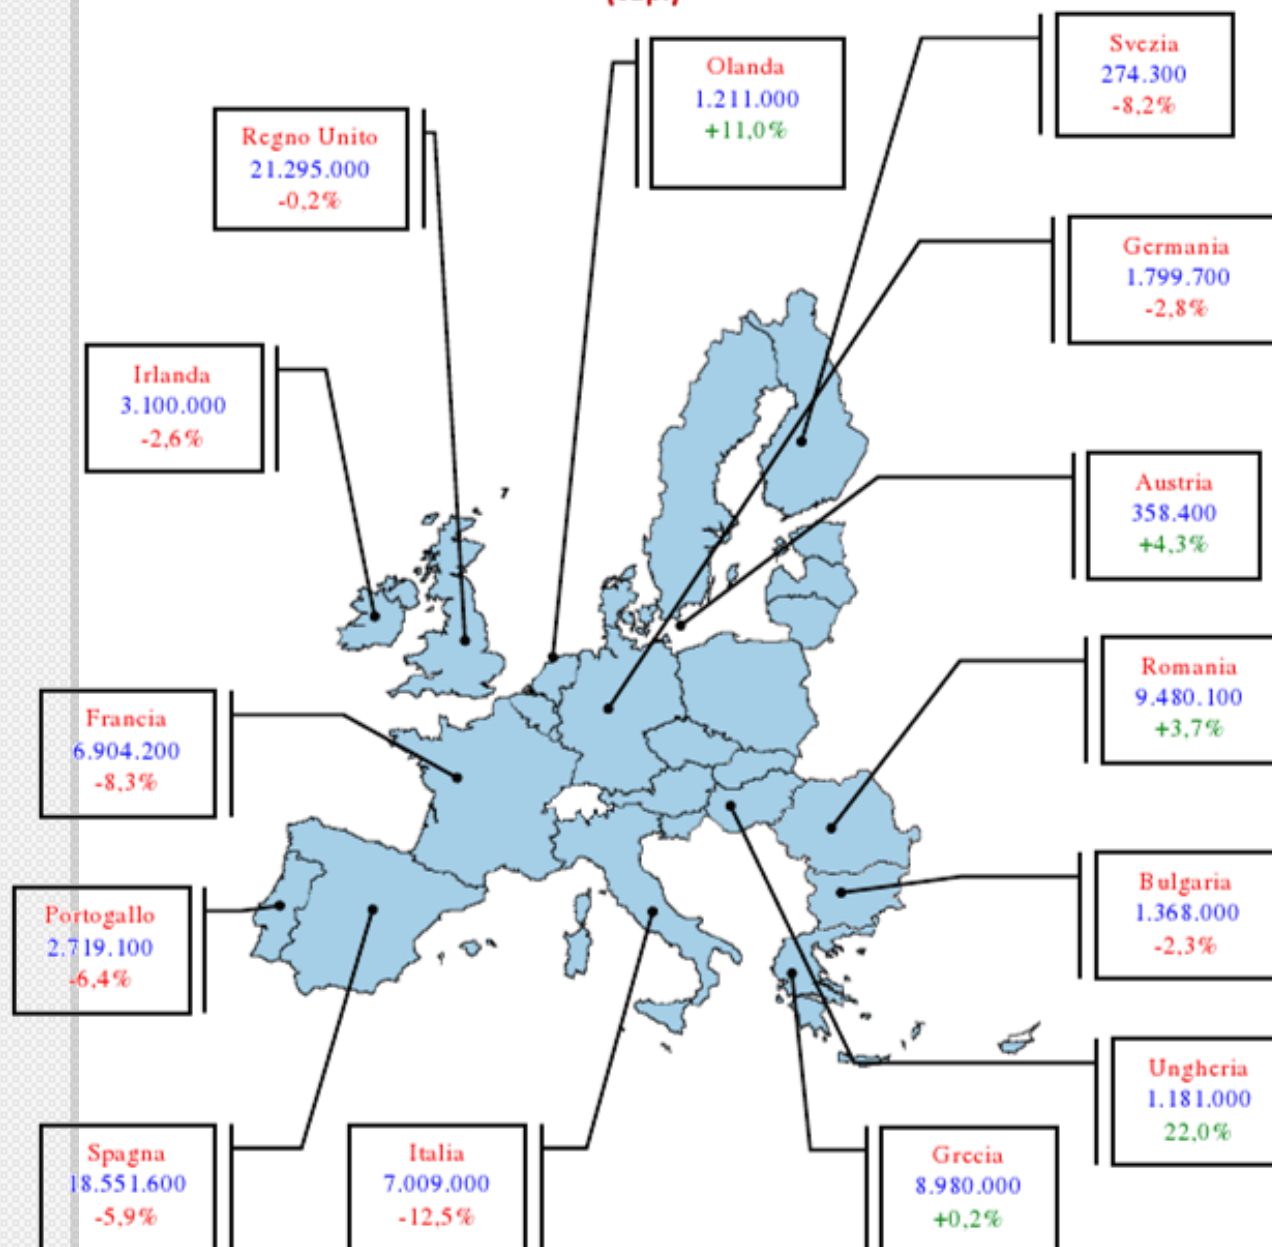 Olanda
1.211.000
+11,0%
Svezia
274.300
-8,2%
Regno Unito
21.295.000
-0,2%
Germania
1.799.700
-2,8%
Irlanda
3.100.000
-2,6%
Austria
358.400
+4,3%
Romania
9.480.100
+3,7%
Francia
6.904.200
-8,3%
Bulgaria
1.368.000
-2,3%
Portogallo
2.719.100
-6,4%
Ungheria
1.181.000
22,0%
Spagna
18.551.600
-5,9%
Italia
7.009.000
-12,5%
Grecia
8.980.000
+0,2%